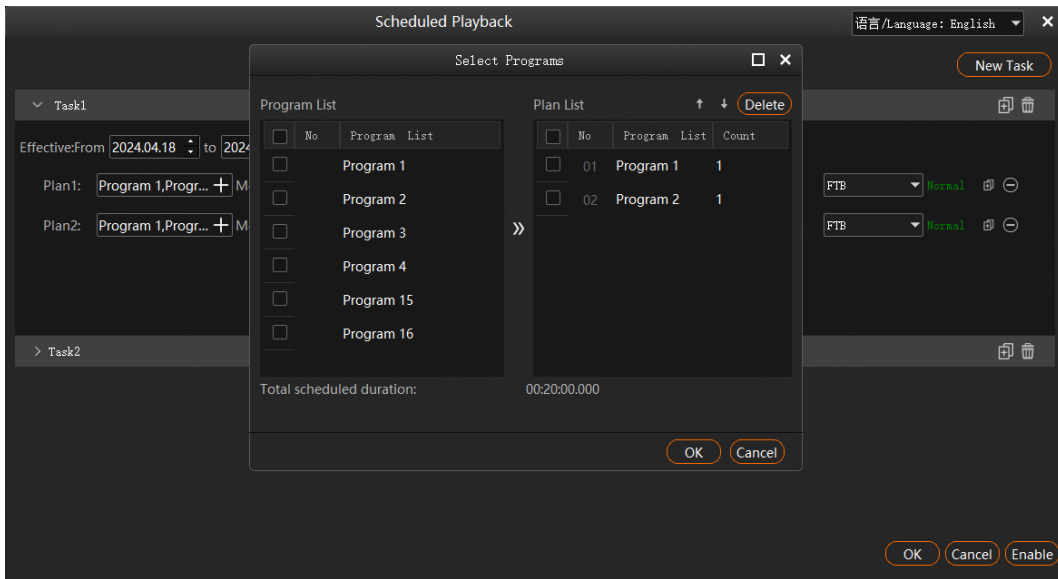 Scheduled Playback
语言/Language: English
Select Programs
New Task
Task1
Program List
Plan List
Delete
No Program List
No Program List Count
Effective:From 2024.04.18 to 2024
Program 1
01 Program 1 1
Plan1: Program 1,Progr... M
FTB Normal
Program 2
02 Program 2 1
Plan2: Program 1,Progr... M
FTB Normal
Program 3
Program 4
Program 15
Program 16
Task2
Total scheduled duration: 00:20:00.000
OK Cancel
OK Cancel Enable